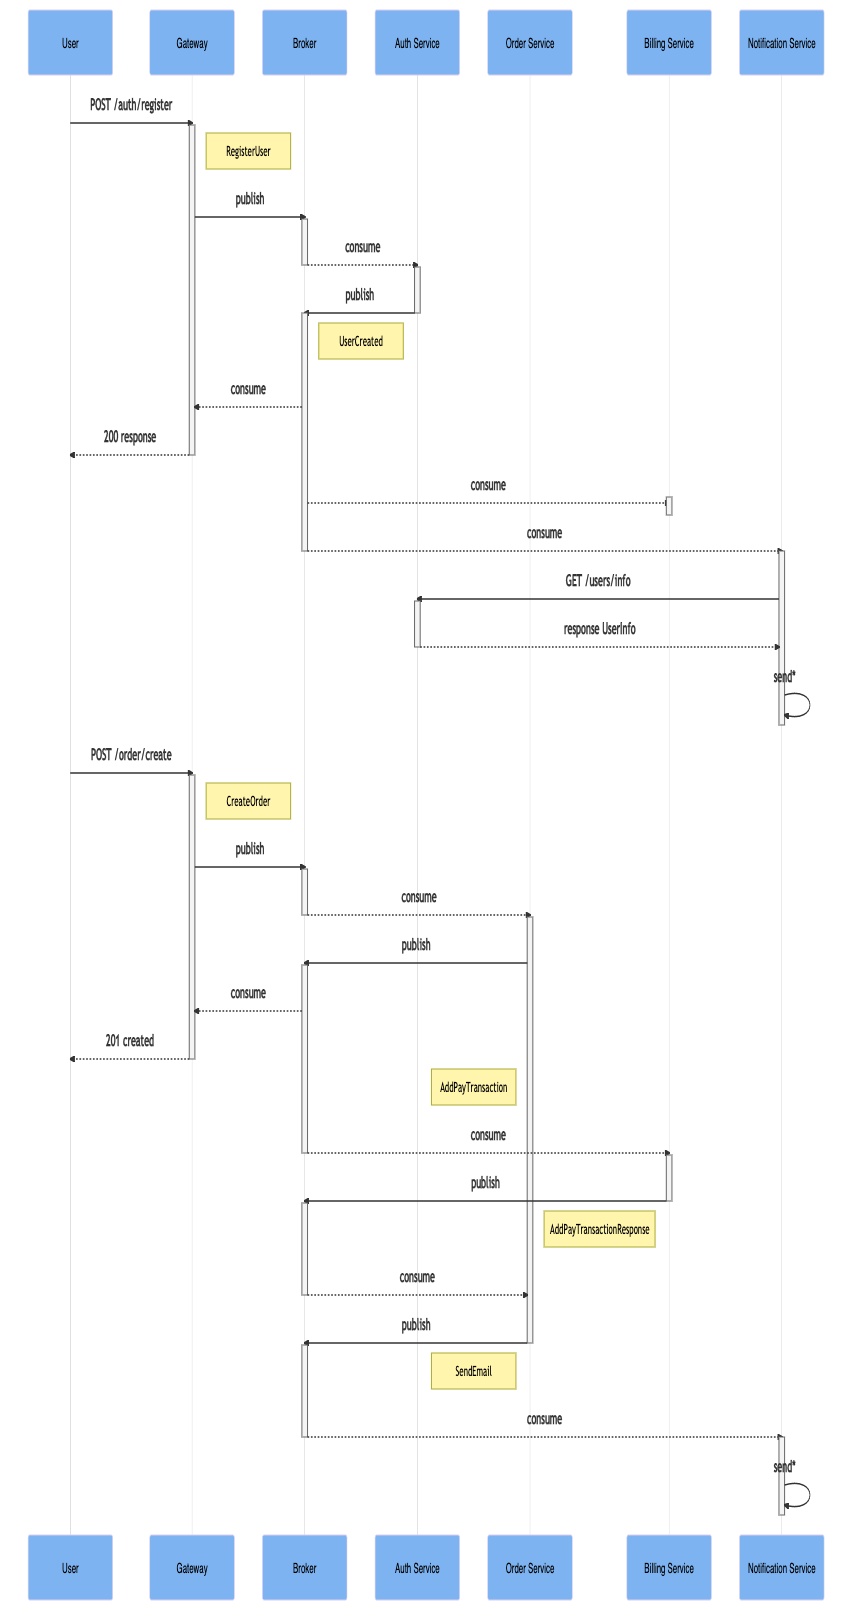 User
Gateway
Broker
Auth Service
Order Service
Billing Service
Notification Service
POST /auth/register
RegisterUser
publish
consume
publish
UserCreated
consume
200 response
consume
consume
GET /users/info
response UserInfo
send*
POST /order/create
CreateOrder
publish
consume
publish
consume
201 created
AddPayTransaction
consume
publish
AddPayTransactionResponse
consume
publish
SendEmail
consume
send*
User
Gateway
Broker
Auth Service
Order Service
Billing Service
Notification Service